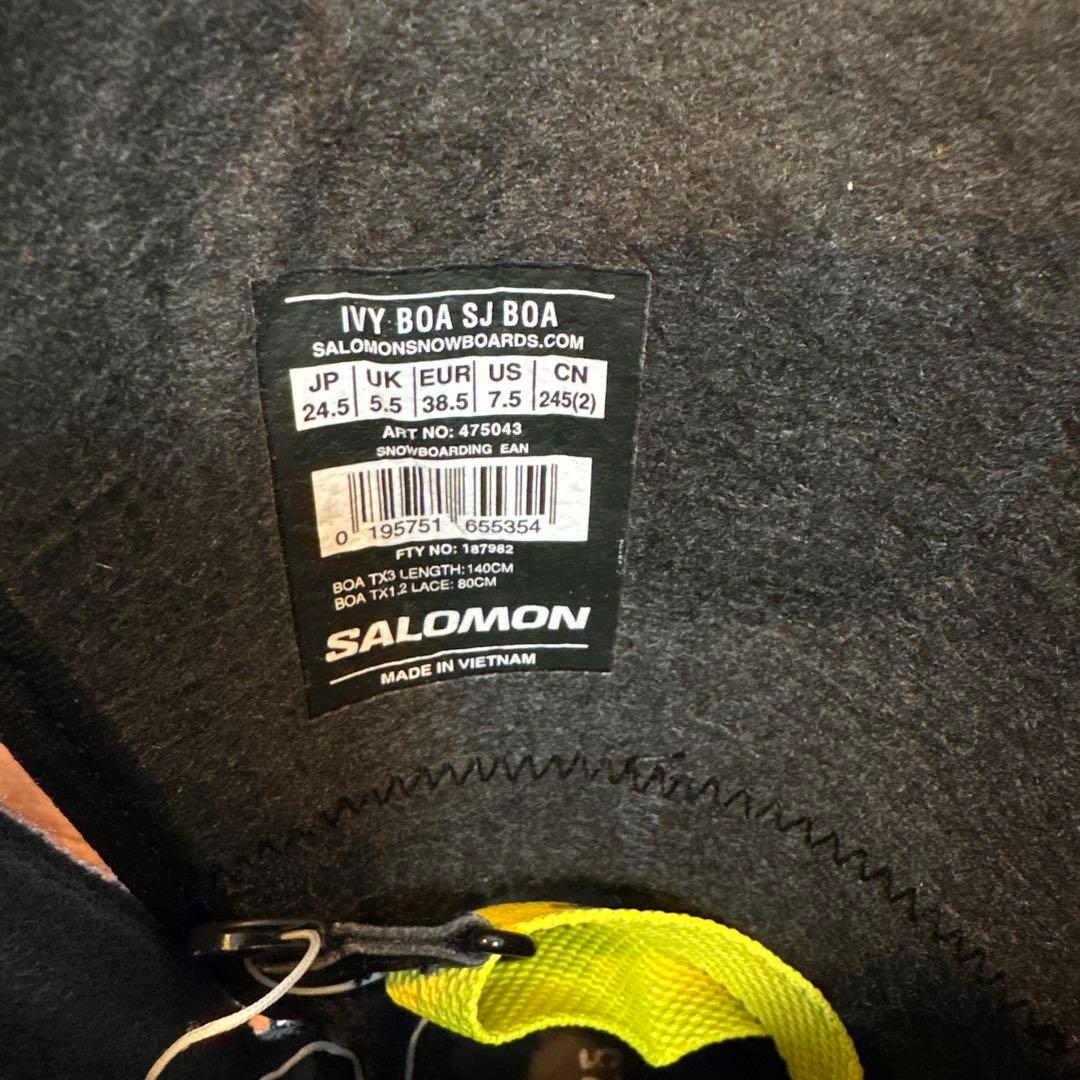 IVY BOA SJ BOA
SALOMONSNOWBOARDS.COM
JP UK EUR US CN
24.5 5.5 38.5 7.5 245(2)
ART NO: 475043
SNOWBOARDING EAN
0 195751 655354
FTY NO: 187982
BOA TX3 LENGTH:140CM
BOA TX1.2 LACE: 80CM
SALOMON
MADE IN VIETNAM